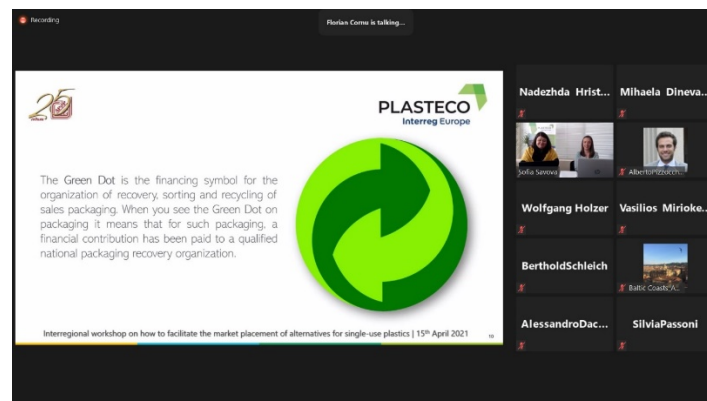 Recording
Florian Cornu is talking...
25
PLASTECO
Interreg Europe
The Green Dot is the financing symbol for the
organization of recovery, sorting and recycling of
sales packaging. When you see the Green Dot on
packaging it means that for such packaging, a
financial contribution has been paid to a qualified
national packaging recovery organization.
Interregional workshop on how to facilitate the market placement of alternatives for single-use plastics | 15th April 2021
Nadezhda Hrist...
Mihaela Dineva...
Sofia Savova
Wolfgang Holzer
Vasilios Mirioke...
BertholdSchleich
Baltic Coasts A...
AlessandroDac...
SilviaPassoni